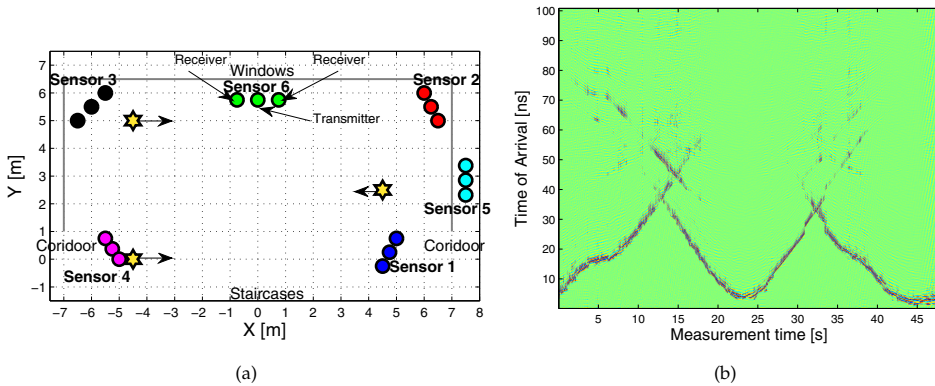 7
6
5
4
3
2
1
0
−1
Y [m]
Receiver
Receiver
Windows
Sensor 3
Sensor 6
Sensor 2
Transmitter
Sensor 5
Coridoor
Coridoor
Sensor 4
Sensor 1
Staircases
−7 −6 −5 −4 −3 −2 −1 0 1 2 3 4 5 6 7 8
X [m]
(a)
100
90
80
70
60
50
40
30
20
10
Time of Arrival [ns]
5 10 15 20 25 30 35 40 45
Measurement time [s]
(b)